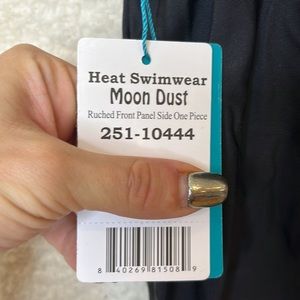 Heat Swimwear
Moon Dust
Ruched Front Panel Side One Piece
251-10444
8 40269 81508 9